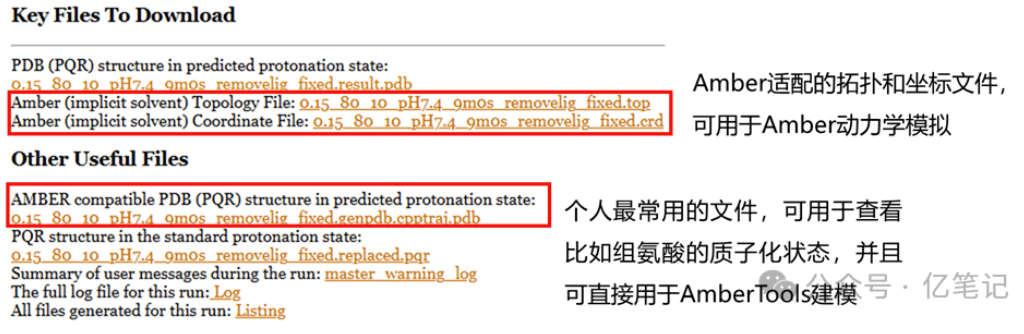 Key Files To Download
PDB (PQR) structure in predicted protonation state:
0.15_80_10_pH7.4_9m0s_removelig_fixed.result.pdb
Amber (implicit solvent) Topology File: 0.15_80_10_pH7.4_9m0s_removelig_fixed.top
Amber (implicit solvent) Coordinate File: 0.15_80_10_pH7.4_9m0s_removelig_fixed.crd
Amber适配的拓扑和坐标文件，
可用于Amber动力学模拟
Other Useful Files
AMBER compatible PDB (PQR) structure in predicted protonation state:
0.15_80_10_pH7.4_9m0s_removelig_fixed.genpdb.cpptraj.pdb
PQR structure in the standard protonation state:
0.15_80_10_pH7.4_9m0s_removelig_fixed.replaced.pqr
Summary of user messages during the run: master_warning_log
The full log file for this run: Log
All files generated for this run: Listing
个人最常用的文件，可用于查看
比如组氨酸的质子化状态，并且
可直接用于AmberTools建模
公众号 · 亿笔记